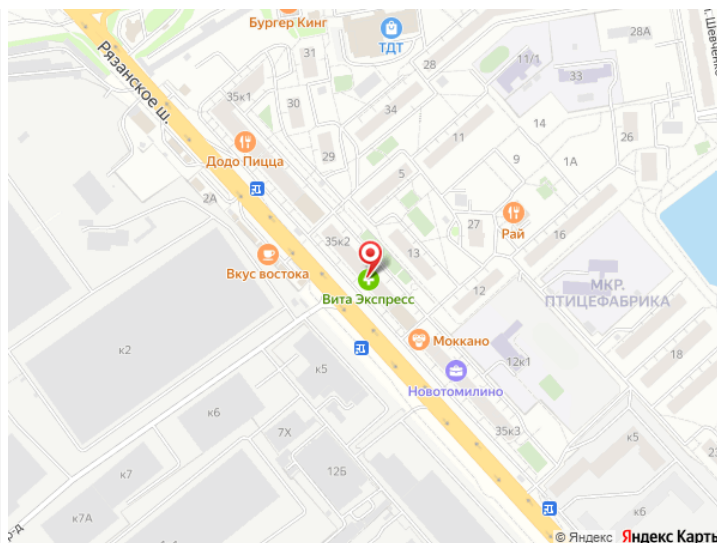 Бургер Кинг
ТДТ
28А
л. Шевченко
Рязанское ш.
31
11/1
28
33
35к1
30
34
Додо Пицца
29
11
14
26
5
9
1А
2А
Рай
27
16
35к2
13
Вкус востока
Вита Экспресс
12
МКР.
ПТИЦЕФАБРИКА
Моккано
к2
12к1
18
Новотомилино
к5
к6
7Х
35к3
к5
12Б
к7
к7А
к6
р-д
© Яндекс
Яндекс Карты